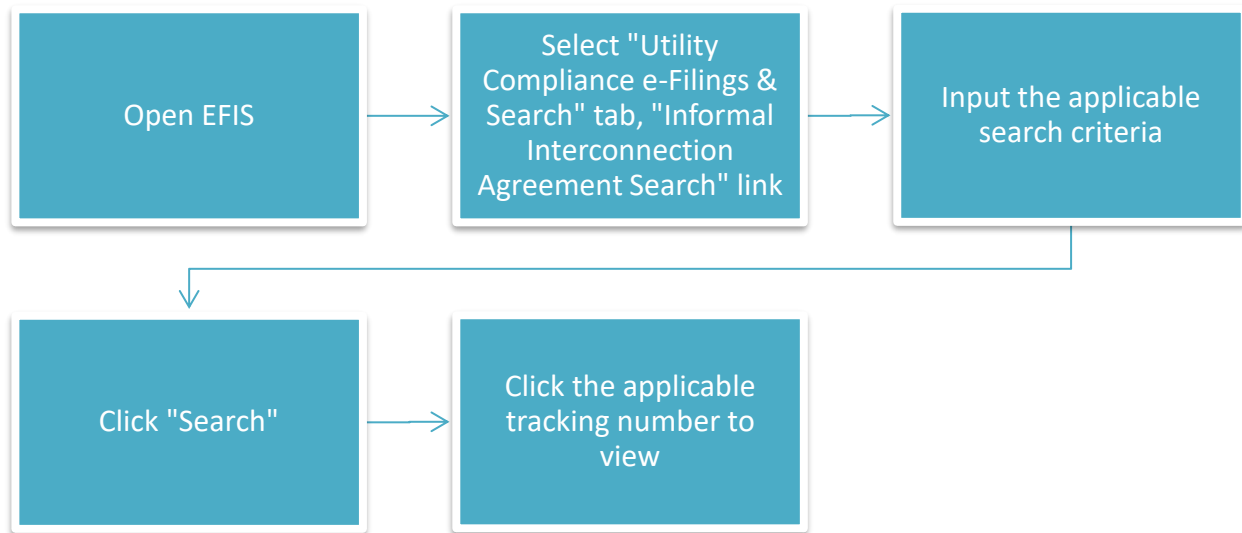 Open EFIS
Select "Utility
Compliance e-Filings &
Search" tab, "Informal
Interconnection
Agreement Search" link
Input the applicable
search criteria
Click "Search"
Click the applicable
tracking number to
view